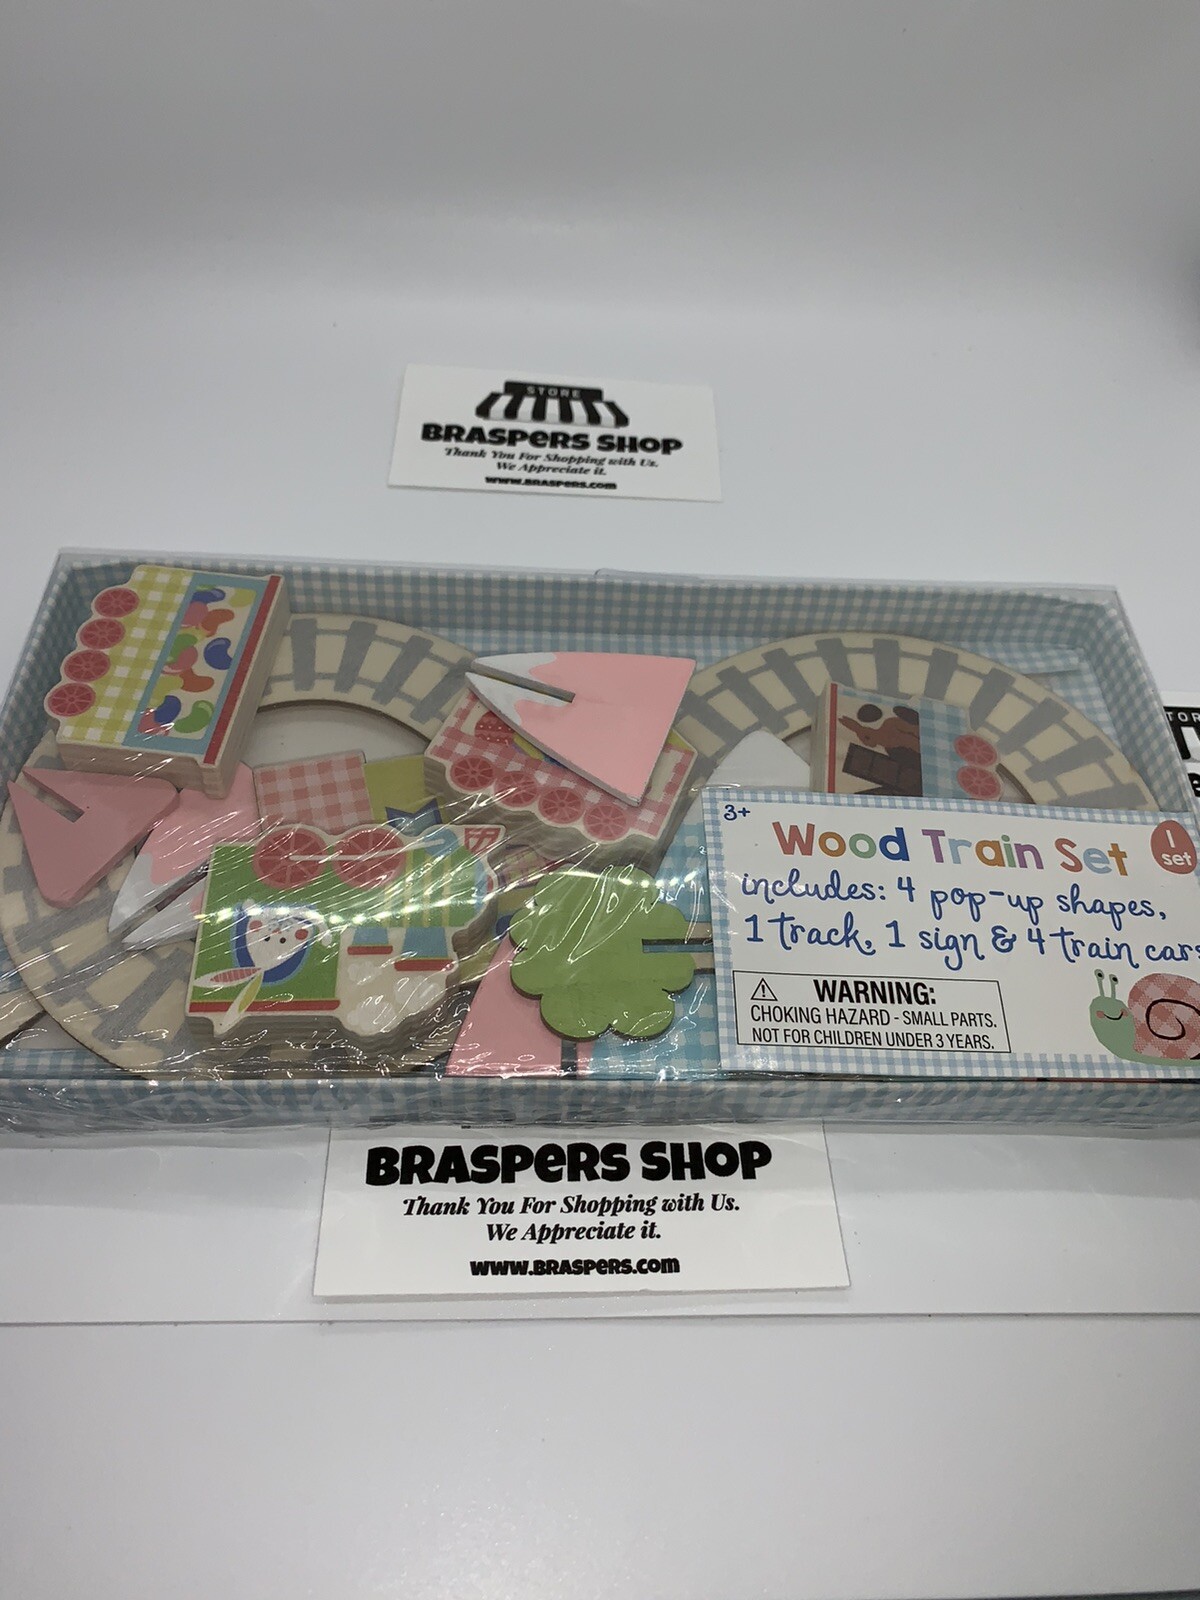 STORE
BRASPERS SHOP
Thank You For Shopping with Us.
We Appreciate it.
www.BRASPERS.com
3+
Wood Train Set
1
set
includes: 4 pop-up shapes,
1 track, 1 sign & 4 train cars
WARNING:
CHOKING HAZARD - SMALL PARTS.
NOT FOR CHILDREN UNDER 3 YEARS.
BRASPERS SHOP
Thank You For Shopping with Us.
We Appreciate it.
www.BRASPERS.com